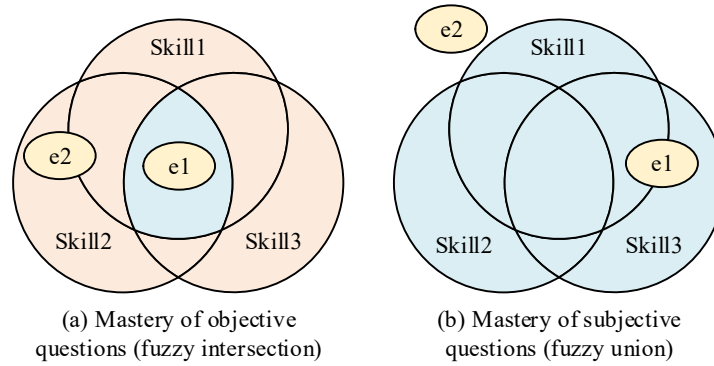 Skill1
e2
e1
Skill2
Skill3
(a) Mastery of objective
questions (fuzzy intersection)
e2
Skill1
e1
Skill2
Skill3
(b) Mastery of subjective
questions (fuzzy union)